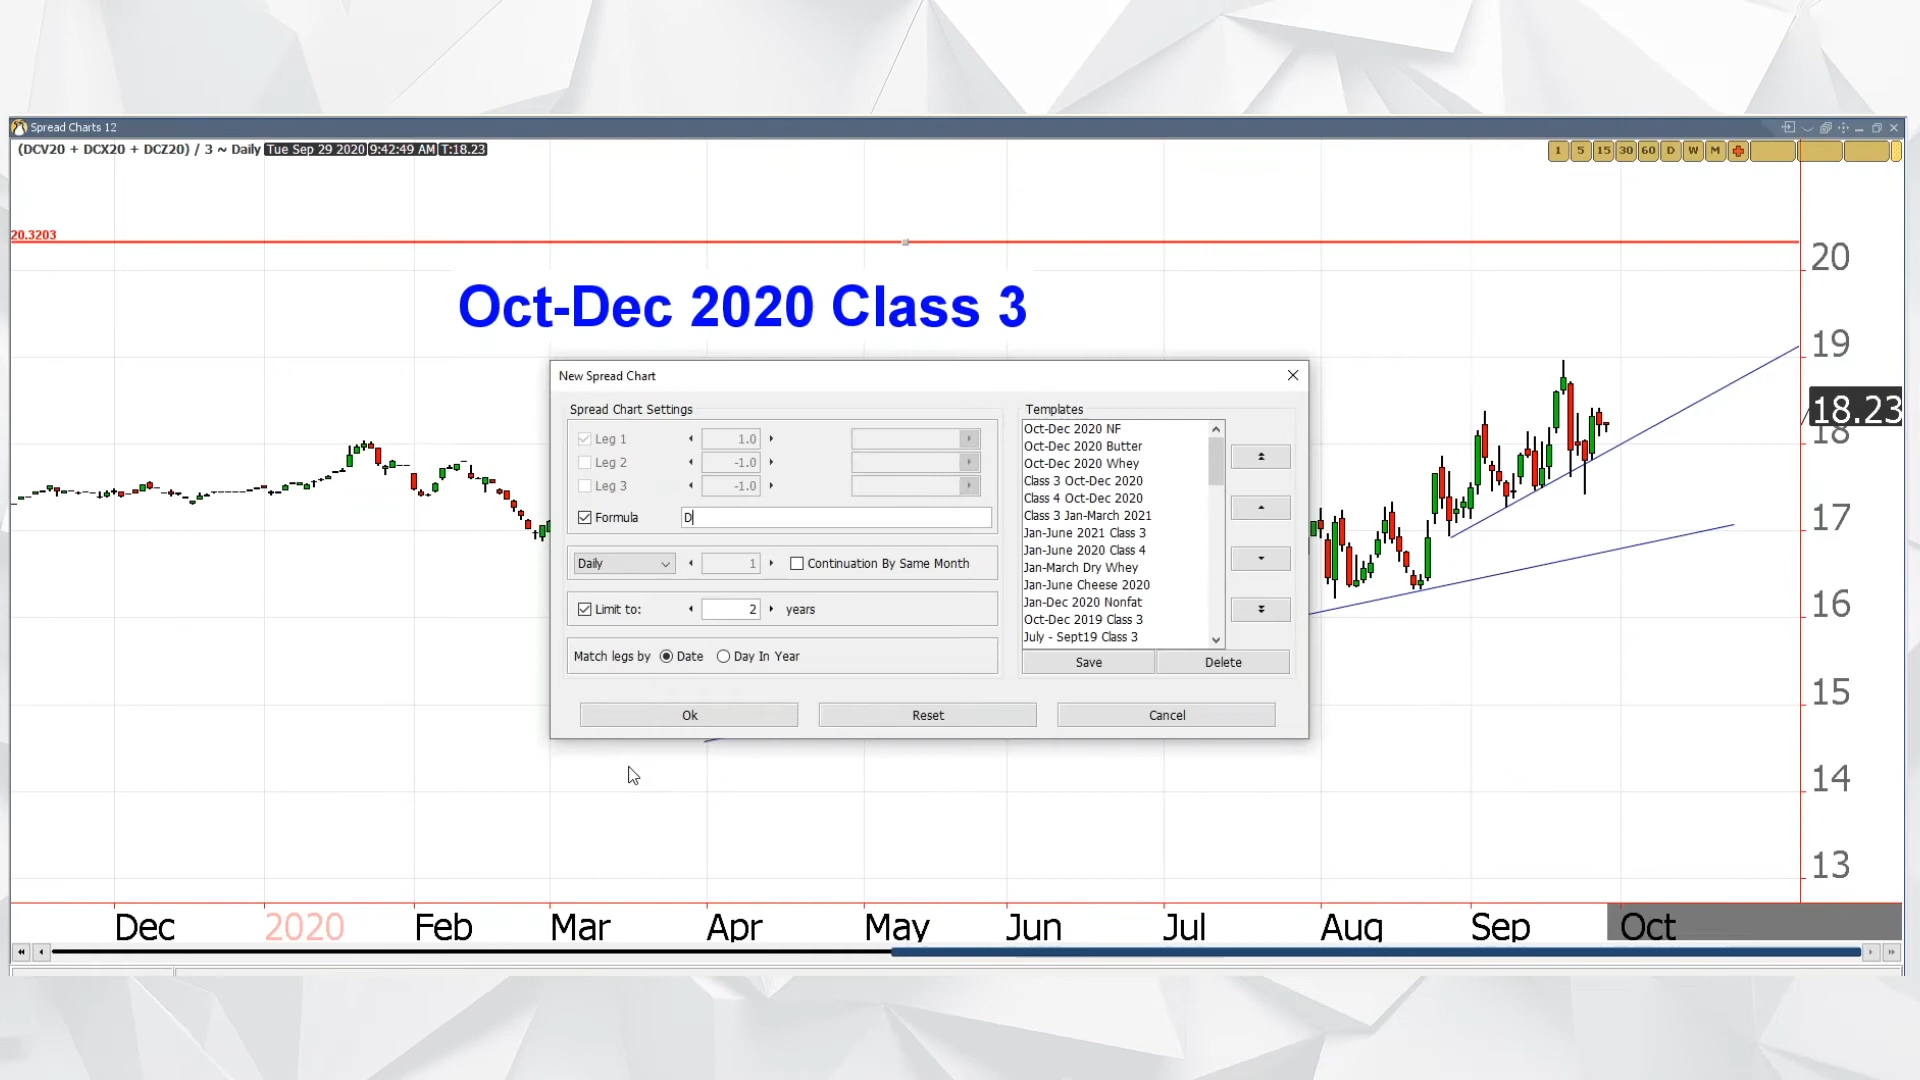 Spread Charts 12
(DCV20 + DCX20 + DCZ20) / 3 ~ Daily Tue Sep 29 2020 9:42:49 AM T:18.23
1 5 15 30 60 D W M
20.3203
Oct-Dec 2020 Class 3
New Spread Chart
Spread Chart Settings
Leg 1 1.0
Leg 2 -1.0
Leg 3 -1.0
Formula D
Daily 1 Continuation By Same Month
Limit to: 2 years
Match legs by Date Day In Year
Templates
Oct-Dec 2020 NF
Oct-Dec 2020 Butter
Oct-Dec 2020 Whey
Class 3 Oct-Dec 2020
Class 4 Oct-Dec 2020
Class 3 Jan-March 2021
Jan-June 2021 Class 3
Jan-June 2020 Class 4
Jan-March Dry Whey
Jan-June Cheese 2020
Jan-Dec 2020 Nonfat
Oct-Dec 2019 Class 3
July - Sept19 Class 3
Save Delete
Ok Reset Cancel
20
19
18.23
18
17
16
15
14
13
Dec 2020 Feb Mar Apr May Jun Jul Aug Sep Oct